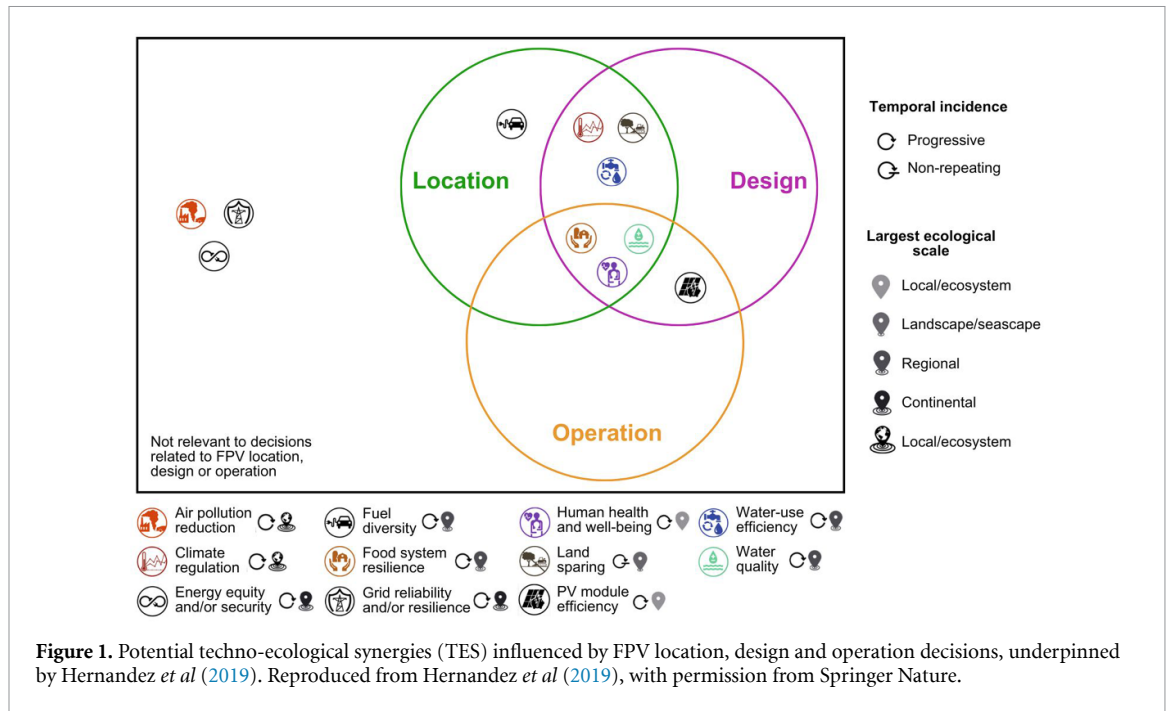 Location
Design
Operation
Not relevant to decisions
related to FPV location,
design or operation
Temporal incidence
Progressive
Non-repeating
Largest ecological
scale
Local/ecosystem
Landscape/seascape
Regional
Continental
Local/ecosystem
Air pollution
reduction
Fuel
diversity
Human health
and well-being
Water-use
efficiency
Climate
regulation
Food system
resilience
Land
sparing
Water
quality
Energy equity
and/or security
Grid reliability
and/or resilience
PV module
efficiency
Figure 1. Potential techno-ecological synergies (TES) influenced by FPV location, design and operation decisions, underpinned
by Hernandez et al (2019). Reproduced from Hernandez et al (2019), with permission from Springer Nature.